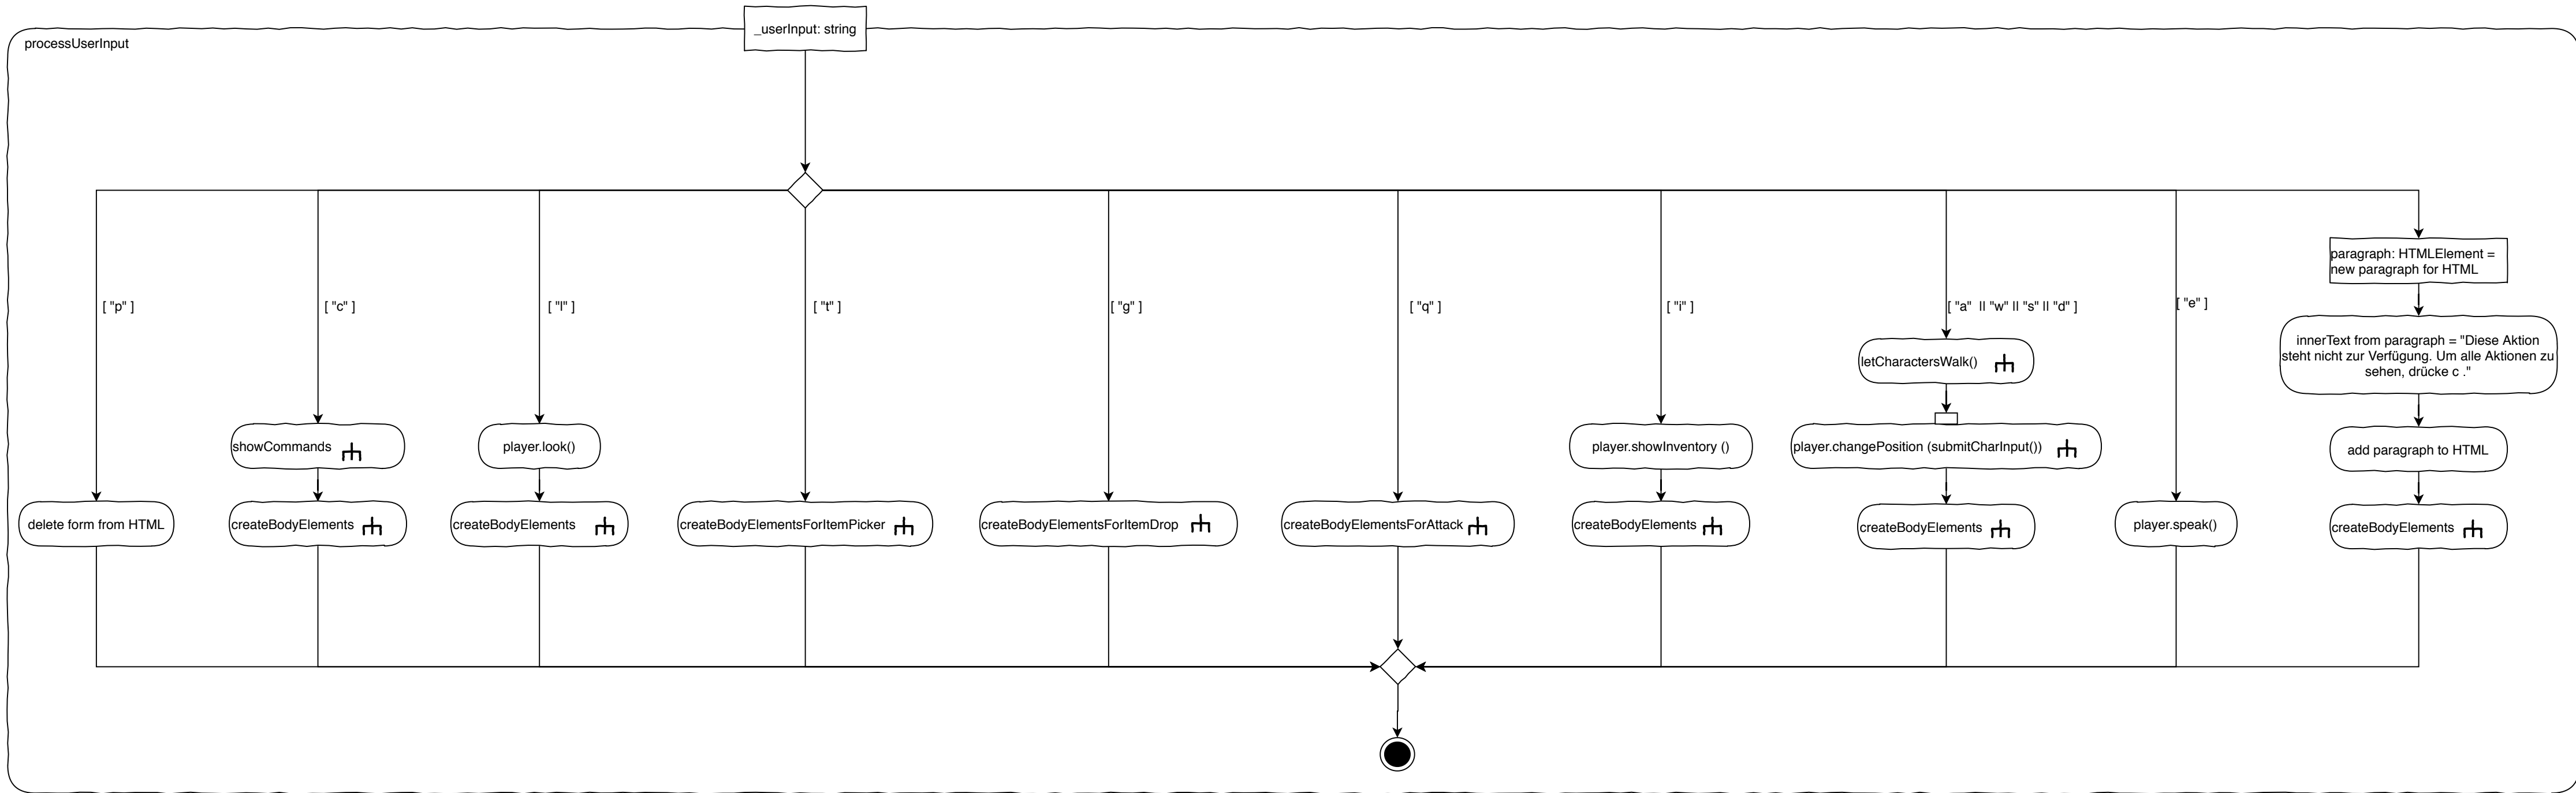 _userInput: string
processUserInput
[ "p" ]
[ "c" ]
[ "l" ]
[ "t" ]
[ "g" ]
[ "q" ]
[ "i" ]
[ "a"  || "w" || "s" || "d" ]
[ "e" ]
paragraph: HTMLElement =
new paragraph for HTML
letCharactersWalk()
innerText from paragraph = "Diese Aktion
steht nicht zur Verfügung. Um alle Aktionen zu
sehen, drücke c ."
showCommands
player.look()
player.showInventory ()
player.changePosition (submitCharInput())
add paragraph to HTML
delete form from HTML
createBodyElements
createBodyElements
createBodyElementsForItemPicker
createBodyElementsForItemDrop
createBodyElementsForAttack
createBodyElements
createBodyElements
player.speak()
createBodyElements